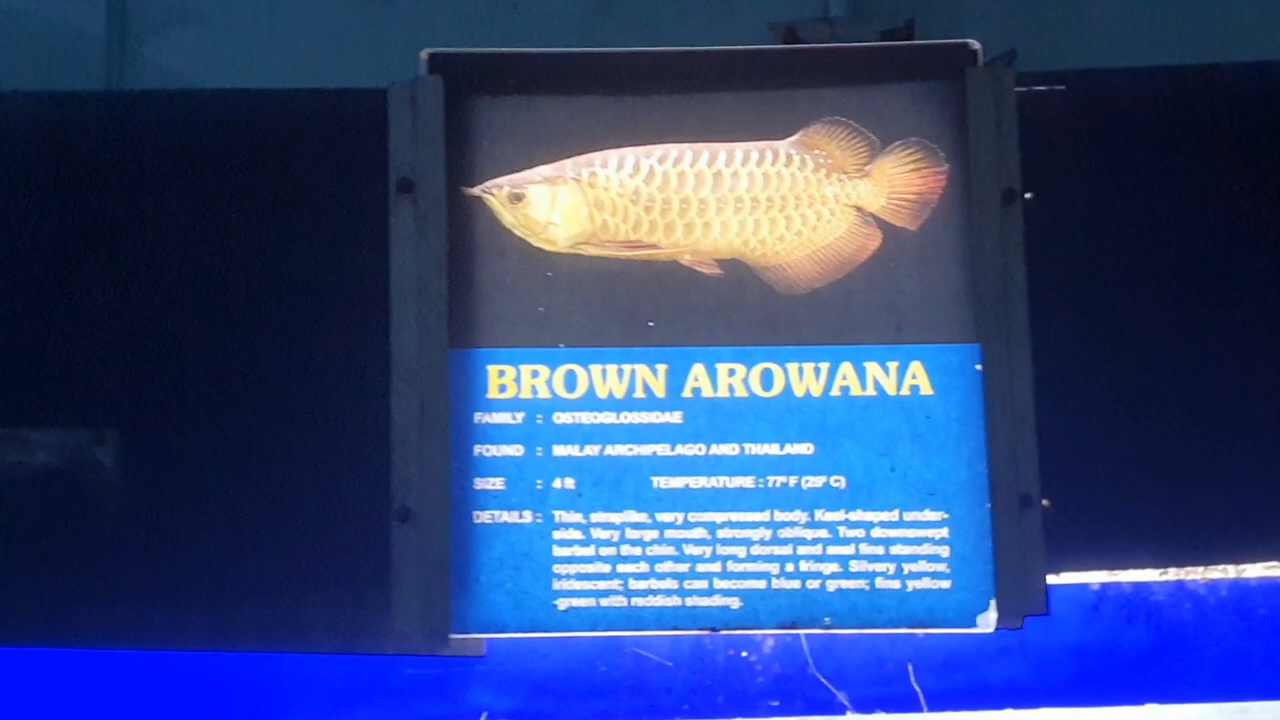 BROWN AROWANA
FAMILY : OSTEOGLOSSIDAE
FOUND : MALAY ARCHIPELAGO AND THAILAND
SIZE : 4 ft TEMPERATURE : 77° F (25° C)
DETAILS : Thin, straplike, very compressed body. Keel-shaped under-
side. Very large mouth, strongly oblique. Two downswept
barbel on the chin. Very long dorsal and anal fins standing
opposite each other and forming a fringe. Silvery yellow,
iridescent; barbels can become blue or green; fins yellow
-green with reddish shading.